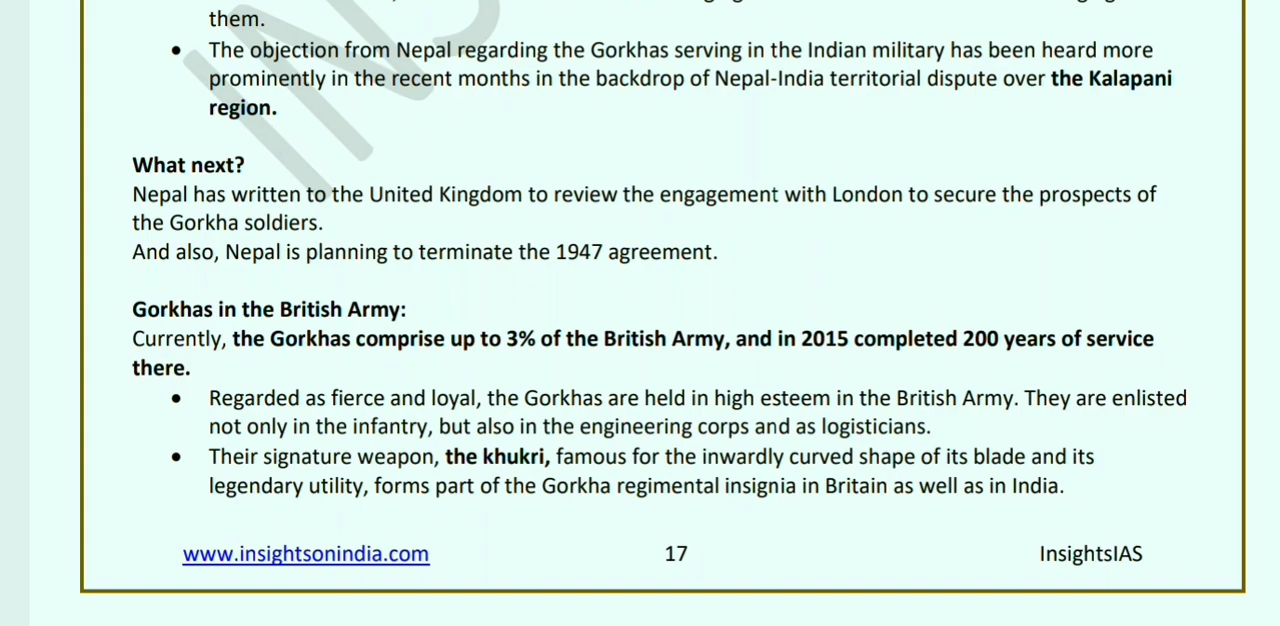 them.
• The objection from Nepal regarding the Gorkhas serving in the Indian military has been heard more
prominently in the recent months in the backdrop of Nepal-India territorial dispute over the Kalapani
region.
What next?
Nepal has written to the United Kingdom to review the engagement with London to secure the prospects of
the Gorkha soldiers.
And also, Nepal is planning to terminate the 1947 agreement.
Gorkhas in the British Army:
Currently, the Gorkhas comprise up to 3% of the British Army, and in 2015 completed 200 years of service
there.
• Regarded as fierce and loyal, the Gorkhas are held in high esteem in the British Army. They are enlisted
not only in the infantry, but also in the engineering corps and as logisticians.
• Their signature weapon, the khukri, famous for the inwardly curved shape of its blade and its
legendary utility, forms part of the Gorkha regimental insignia in Britain as well as in India.
www.insightsonindia.com 17 InsightsIAS